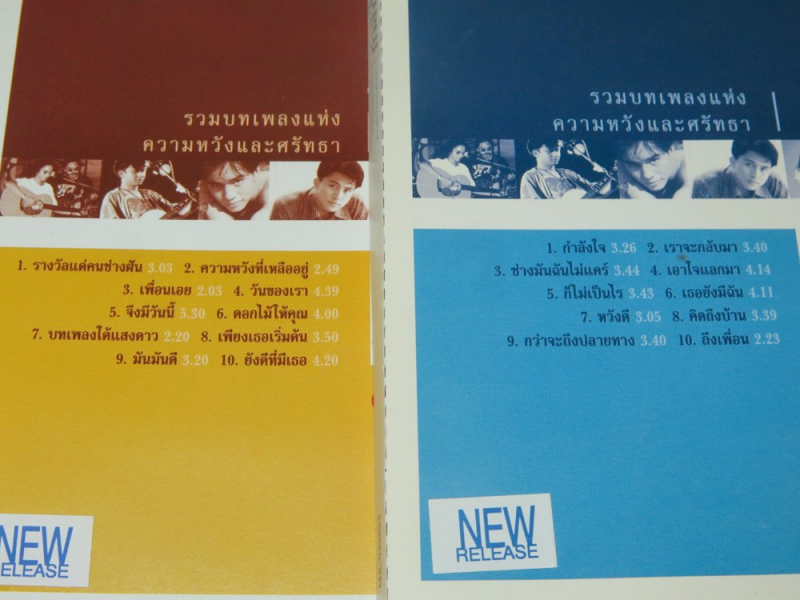 รวมบทเพลงแห่ง
ความหวังและศรัทธา
1. รางวัลแด่คนช่างฝัน 3.03 2. ความหวังที่เหลืออยู่ 2.49
3. เพื่อนเอย 2.03 4. วันของเรา 4.39
5. จึงมีวันนี้ 5.30 6. ดอกไม้ให้คุณ 4.00
7. บทเพลงใต้แสงดาว 2.20 8. เพียงเธอเริ่มต้น 3.50
9. มันมันดี 3.20 10. ยังดีที่มีเธอ 4.20
NEW
RELEASE
รวมบทเพลงแห่ง
ความหวังและศรัทธา
1. กำลังใจ 3.26 2. เราจะกลับมา 3.40
3. ช่างมันฉันไม่แคร์ 3.44 4. เอาใจแลกมา 4.14
5. ก็ไม่เป็นไร 3.43 6. เธอยังมีฉัน 4.11
7. หวังดี 3.05 8. คิดถึงบ้าน 3.39
9. กว่าจะถึงปลายทาง 3.40 10. ถึงเพื่อน 2.23
NEW
RELEASE